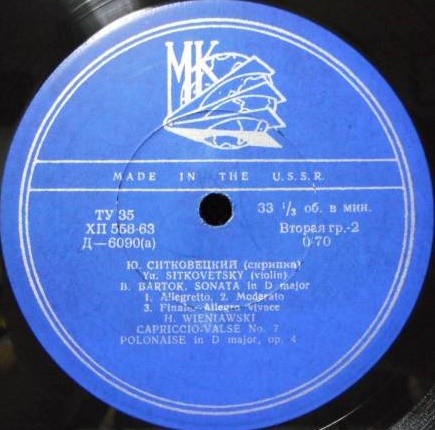 МК
MADE IN THE U.S.S.R.
ТУ 35
ХП 558-63
Д—6090(а)
33 ⅓ об. в мин.
Вторая гр.-2
0-70
Ю. СИТКОВЕЦКИЙ (скрипка)
Yu. SITKOVETSKY (violin)
B. BARTOK, SONATA in D major
1. Allegretto, 2. Moderato
3. Finale—Allegro vivace
H. WIENIAWSKI
CAPRICCIO-VALSE No. 7
POLONAISE in D major, op. 4